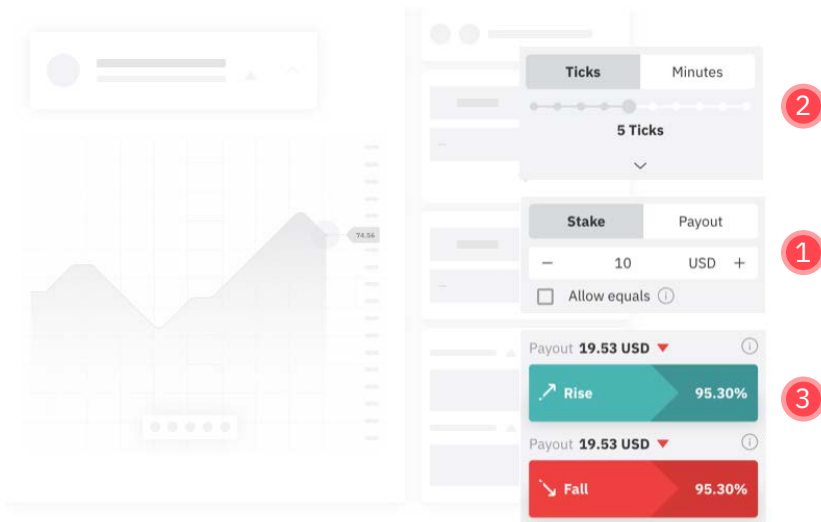 Ticks Minutes
2
5 Ticks
74.56
Stake Payout
1
− 10 USD +
Allow equals
Payout 19.53 USD
Rise 95.30%
3
Payout 19.53 USD
Fall 95.30%